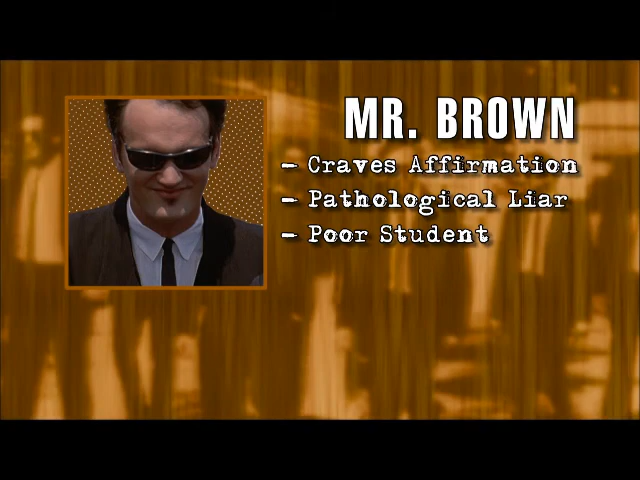 MR. BROWN
– Craves Affirmation
– Pathological Liar
– Poor Student